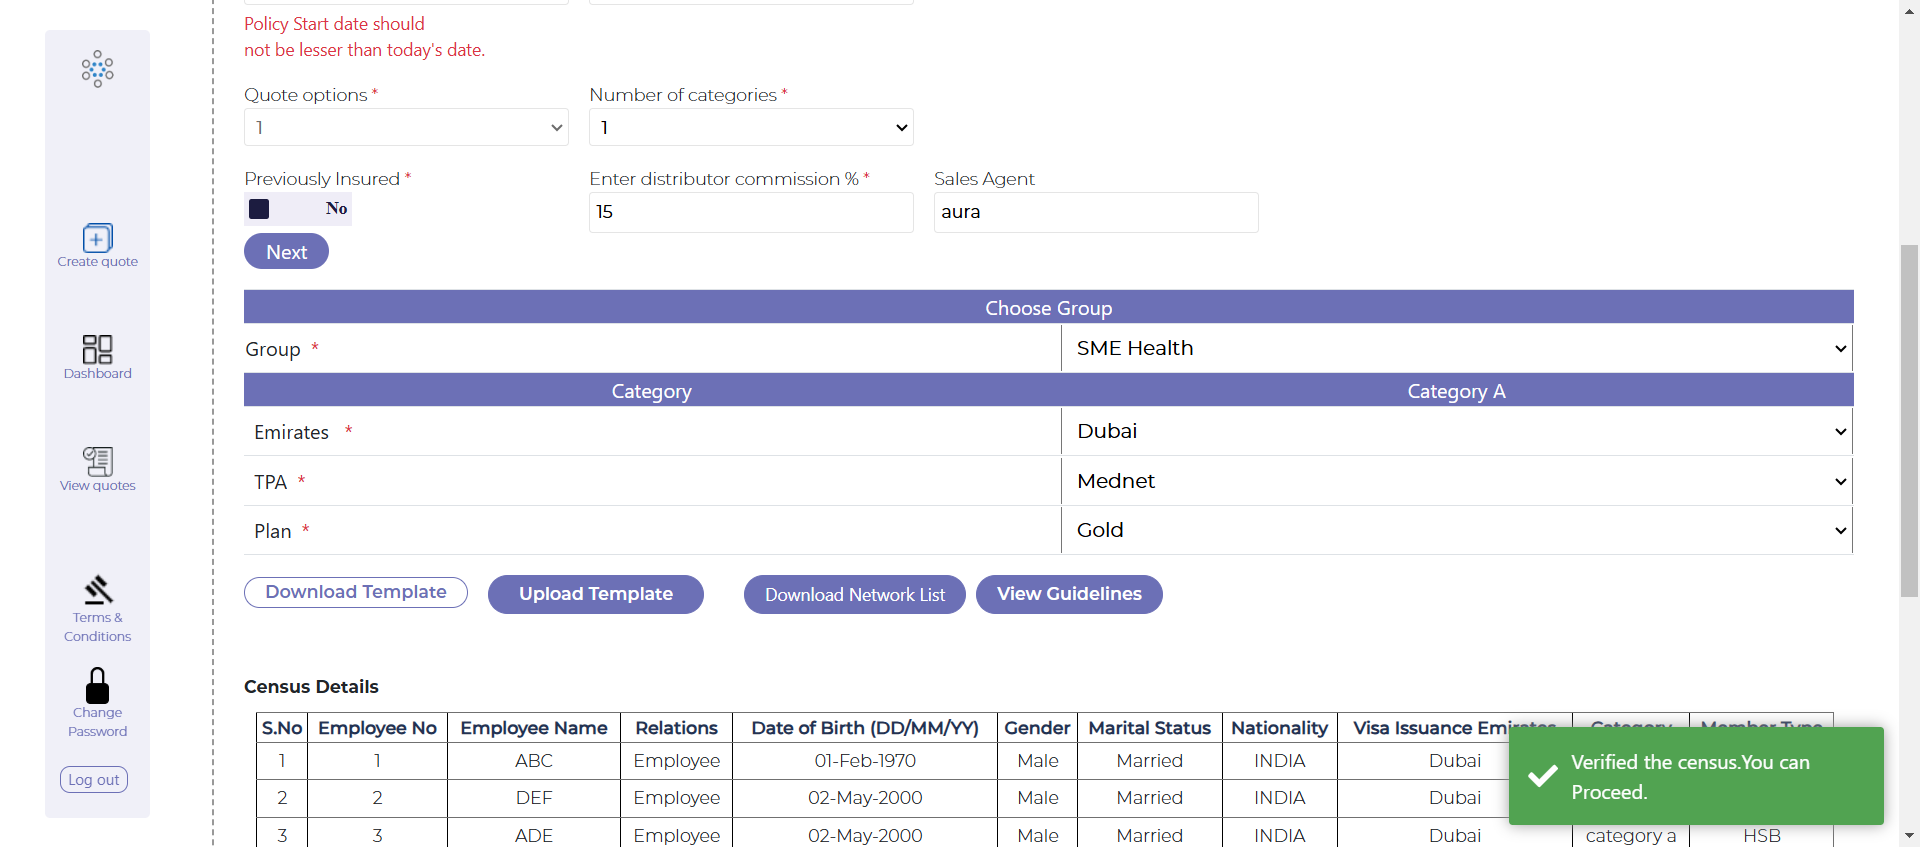 Policy Start date should
not be lesser than today's date.
Quote options *
Number of categories *
1
1
Previously Insured *
Enter distributor commission % *
Sales Agent
No
15
aura
Next
Create quote
Dashboard
View quotes
Terms &
Conditions
Change
Password
Log out
Choose Group
Group *
SME Health
Category
Category A
Emirates *
Dubai
TPA *
Mednet
Plan *
Gold
Download Template
Upload Template
Download Network List
View Guidelines
Census Details
S.No Employee No Employee Name Relations Date of Birth (DD/MM/YY) Gender Marital Status Nationality Visa Issuance Emirates Category Member Type
1 1 ABC Employee 01-Feb-1970 Male Married INDIA Dubai
2 2 DEF Employee 02-May-2000 Male Married INDIA Dubai
3 3 ADE Employee 02-May-2000 Male Married INDIA Dubai category a HSB
Verified the census.You can
Proceed.